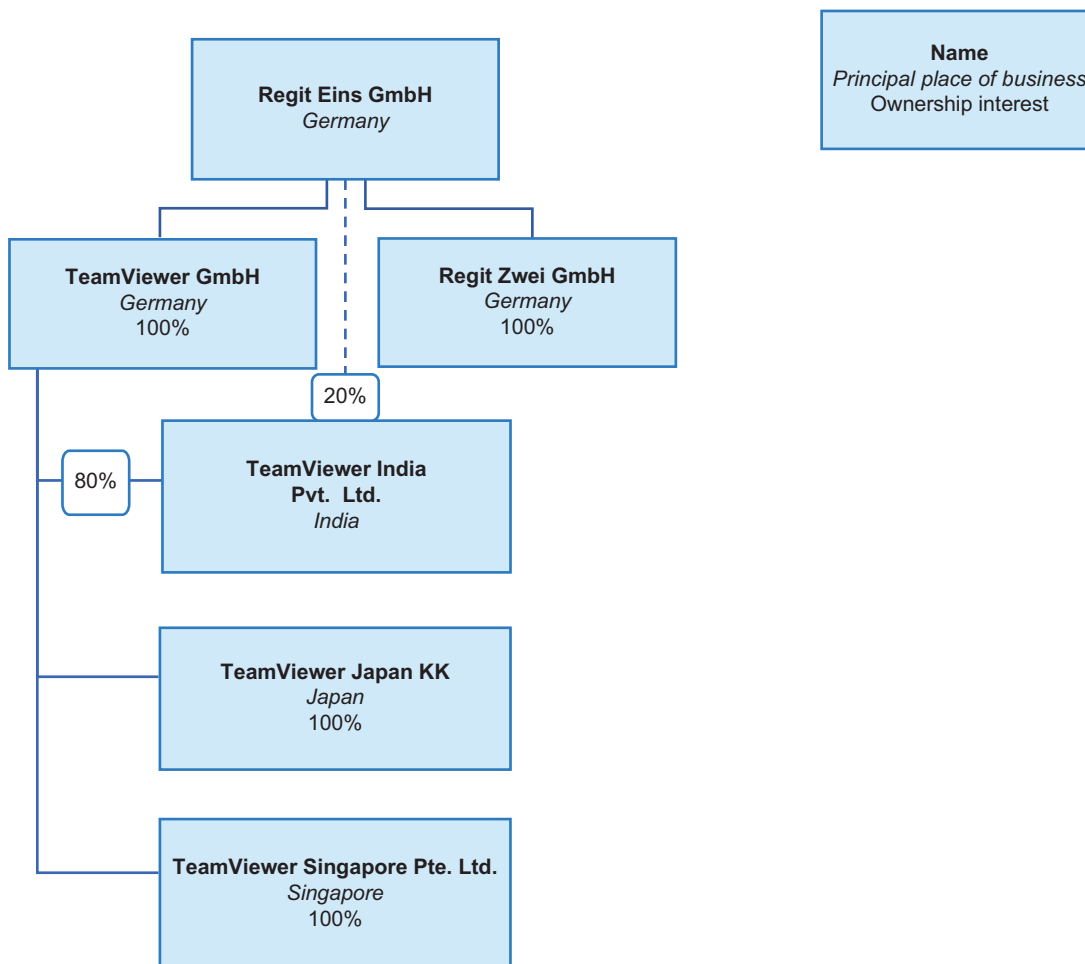 Regit Eins GmbH
Germany
Name
Principal place of business
Ownership interest
TeamViewer GmbH
Germany
100%
Regit Zwei GmbH
Germany
100%
20%
80%
TeamViewer India
Pvt. Ltd.
India
TeamViewer Japan KK
Japan
100%
TeamViewer Singapore Pte. Ltd.
Singapore
100%